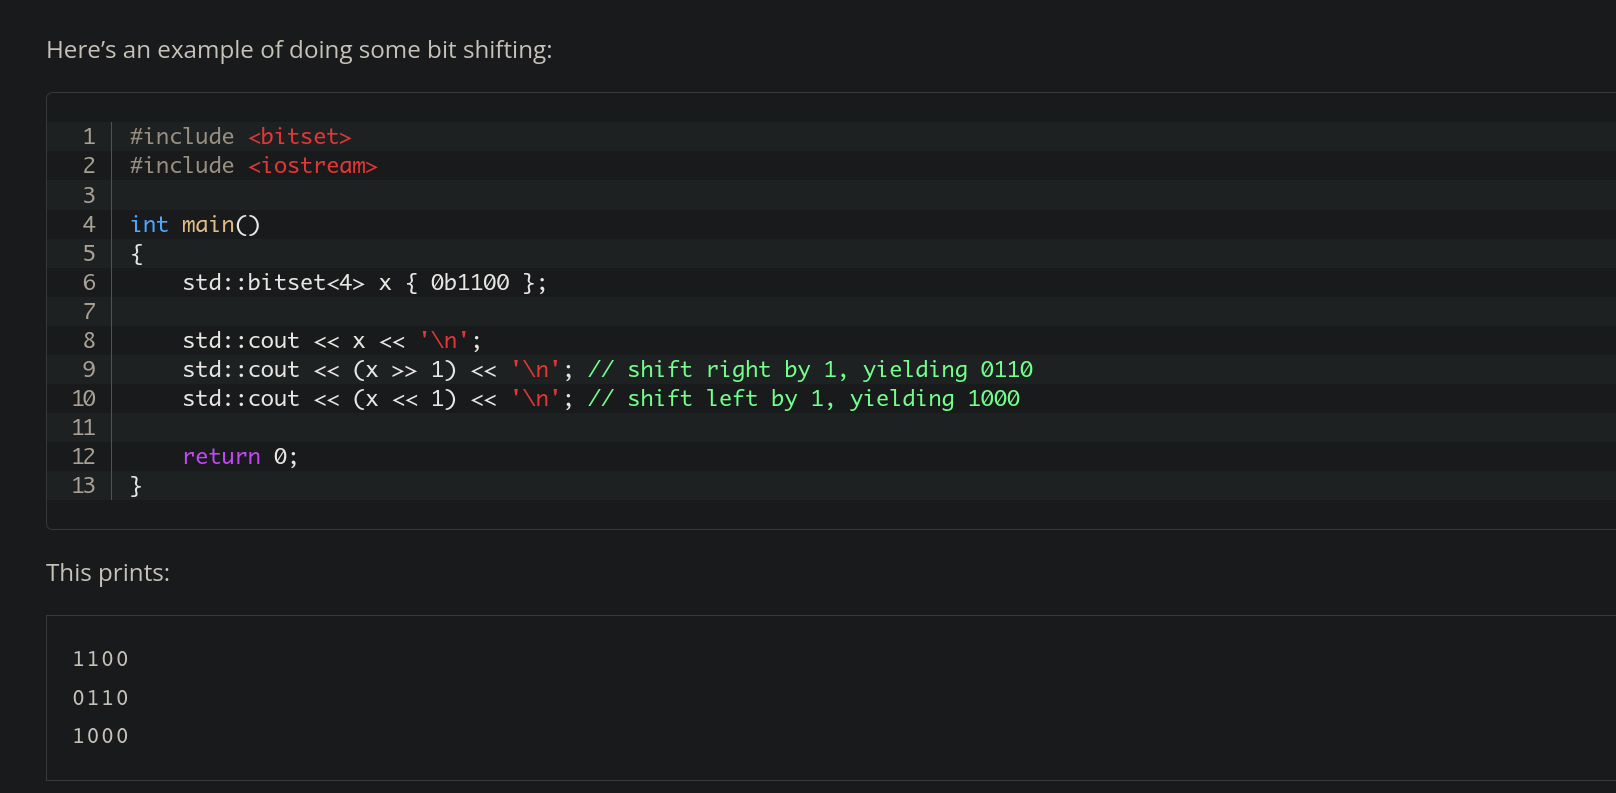 Here’s an example of doing some bit shifting:
1 #include <bitset>
2 #include <iostream>
3
4 int main()
5 {
6     std::bitset<4> x { 0b1100 };
7
8     std::cout << x << '\n';
9     std::cout << (x >> 1) << '\n'; // shift right by 1, yielding 0110
10     std::cout << (x << 1) << '\n'; // shift left by 1, yielding 1000
11
12     return 0;
13 }
This prints:
1100
0110
1000